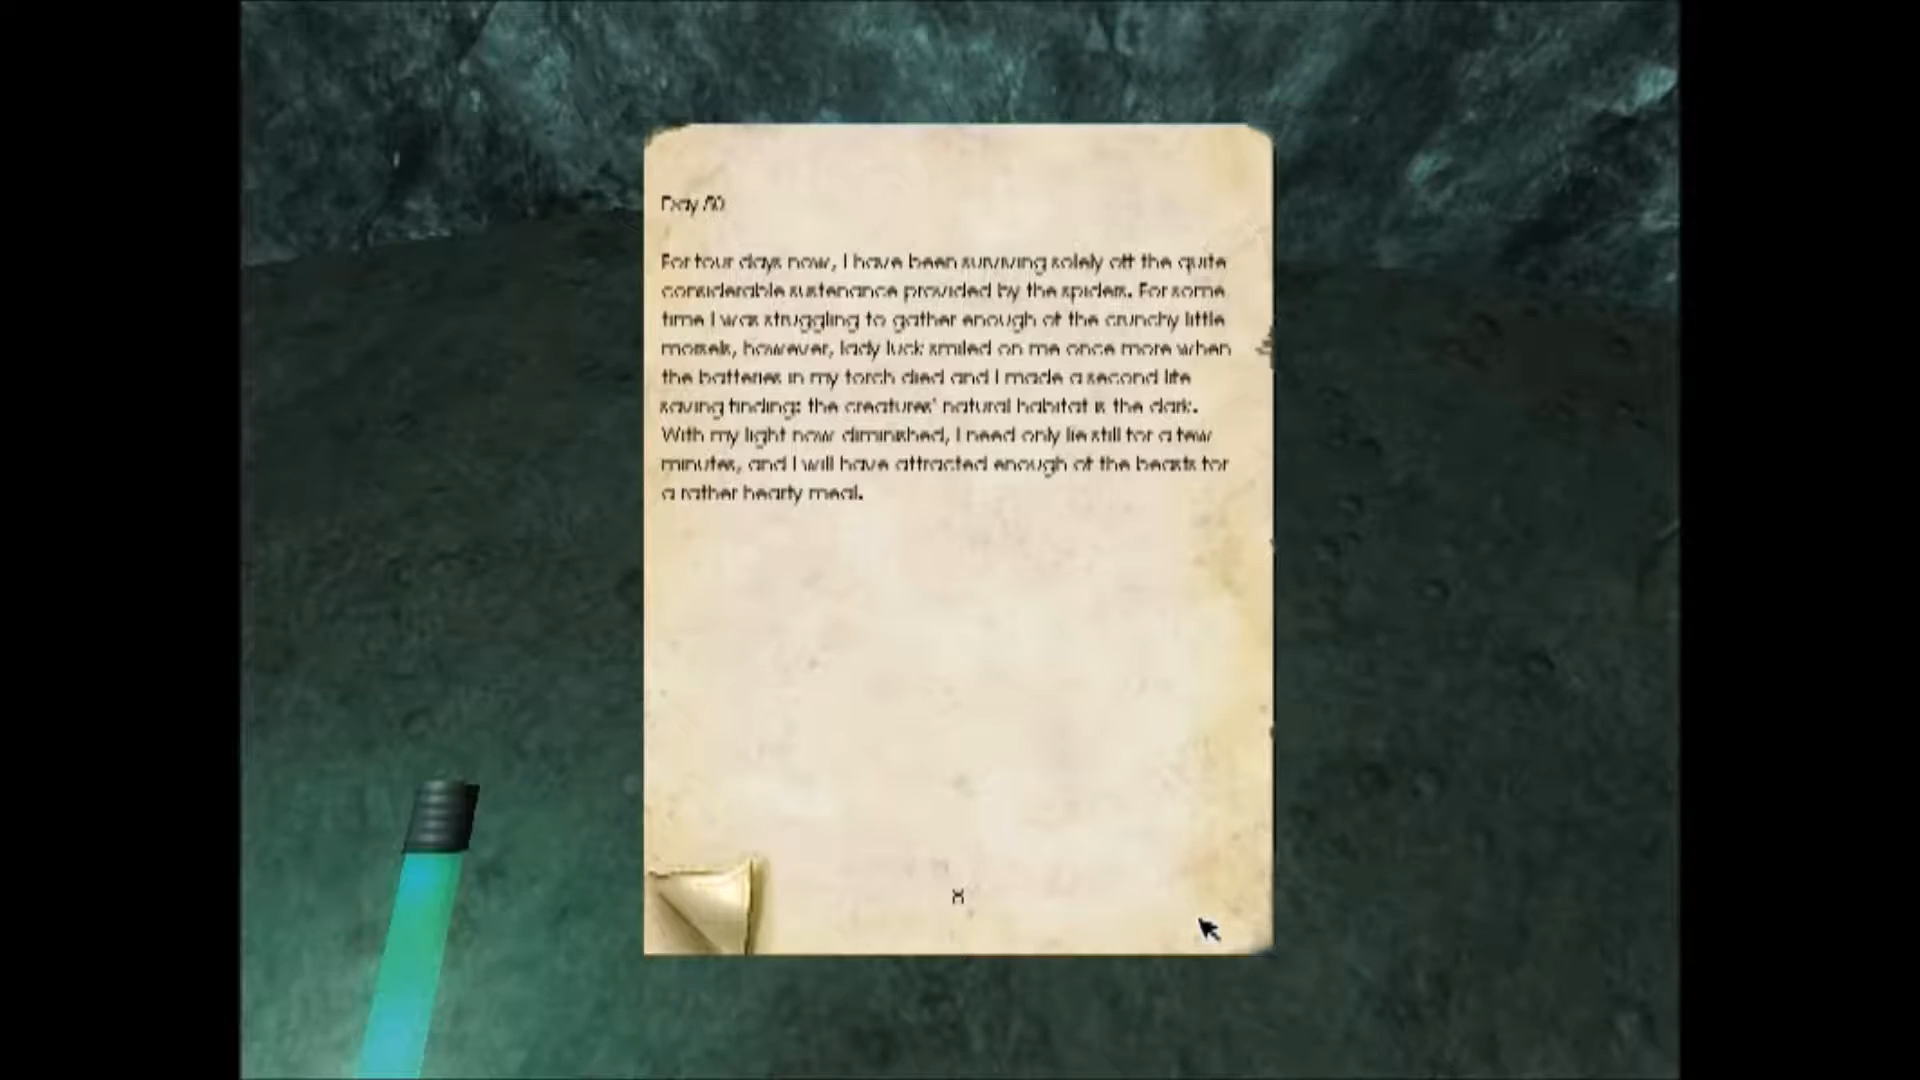 Day
For four days now, I have been surviving solely off the quite
considerable sustenance provided by the spiders. For some
time I was struggling to gather enough of the crunchy little
morsels, however, lady luck smiled on me once more when
the batteries in my torch died and I made a second life
saving finding: the creatures' natural habitat is the dark.
With my light now diminished, I need only lie still for a few
minutes, and I will have attracted enough of the beasts for
a rather hearty meal.